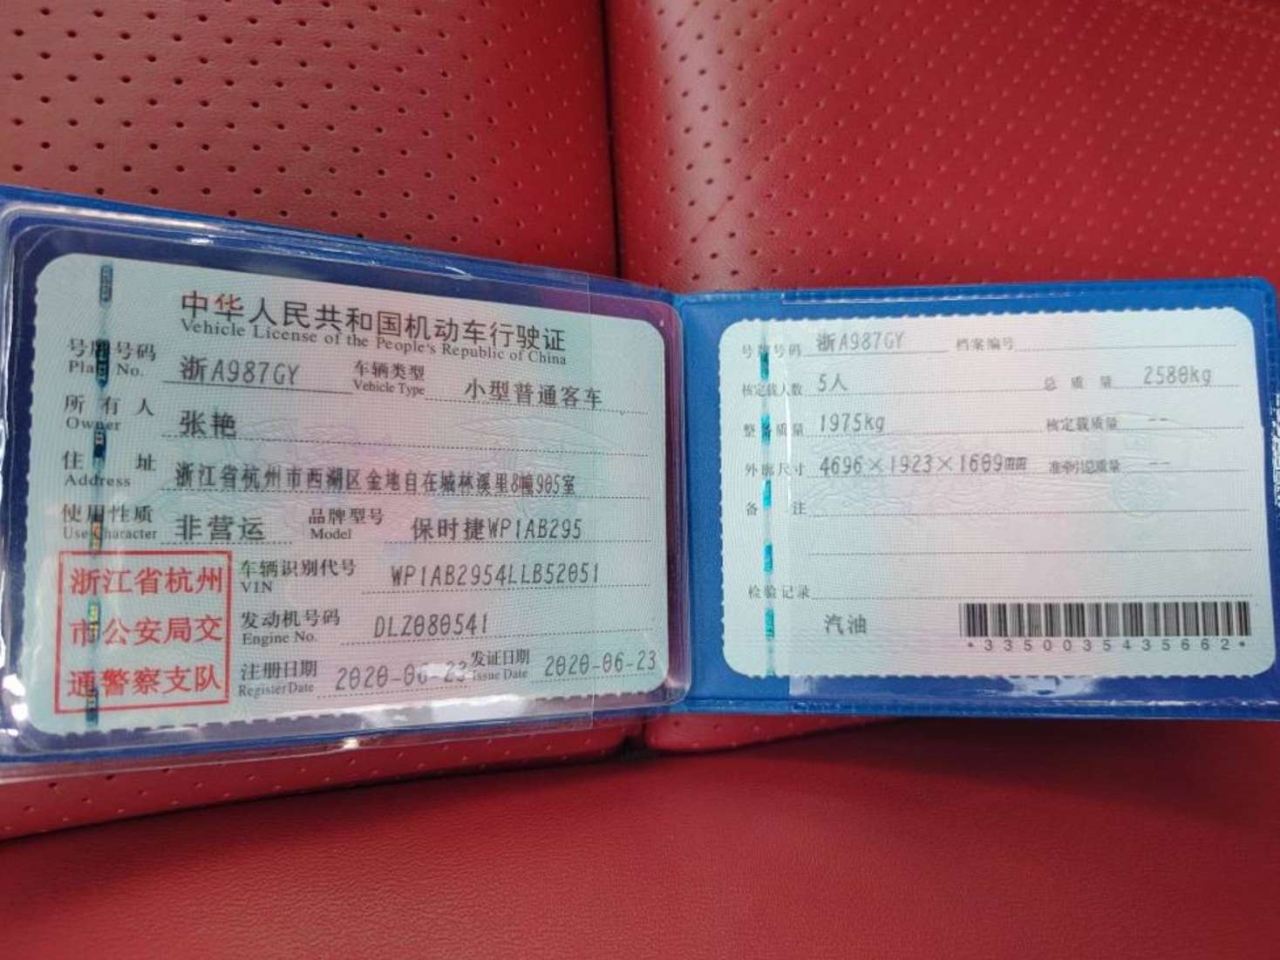 中华人民共和国机动车行驶证
Vehicle License of the People's Republic of China
号牌号码 浙A987GY 车辆类型 小型普通客车
Plate No. Vehicle Type
所有人 张艳
Owner
住址 浙江省杭州市西湖区金地自在城林溪里8幢905室
Address
使用性质 非营运 品牌型号 保时捷WP1AB295
Use Character Model
浙江省杭州
市公安局交
通警察支队
车辆识别代号 WP1AB2954LLB52051
VIN
发动机号码 DLZ080541
Engine No.
注册日期 2020-06-23 发证日期 2020-06-23
Register Date Issue Date
号牌号码 浙A987GY 档案编号
核定载人数 5人 总质量 2580kg
整备质量 1975kg 核定载质量 --
外廓尺寸 4696×1923×1609mm 准牵引总质量 --
备注
检验记录
汽油
*3350035435662*